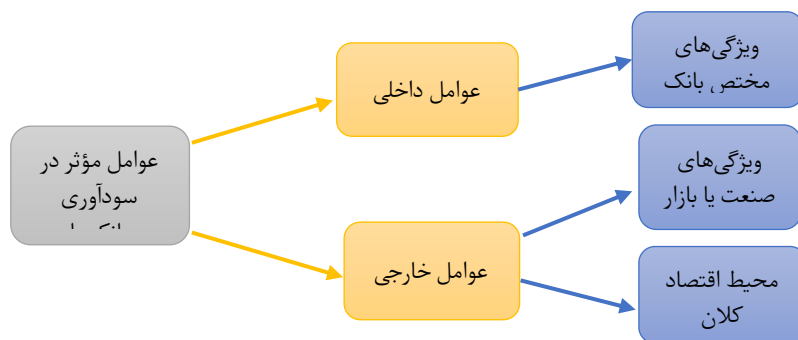 عوامل مؤثر در
سودآوری
عوامل داخلی
عوامل خارجی
ویژگی‌های
مختص بانک
ویژگی‌های
صنعت یا بازار
محیط اقتصاد
کلان